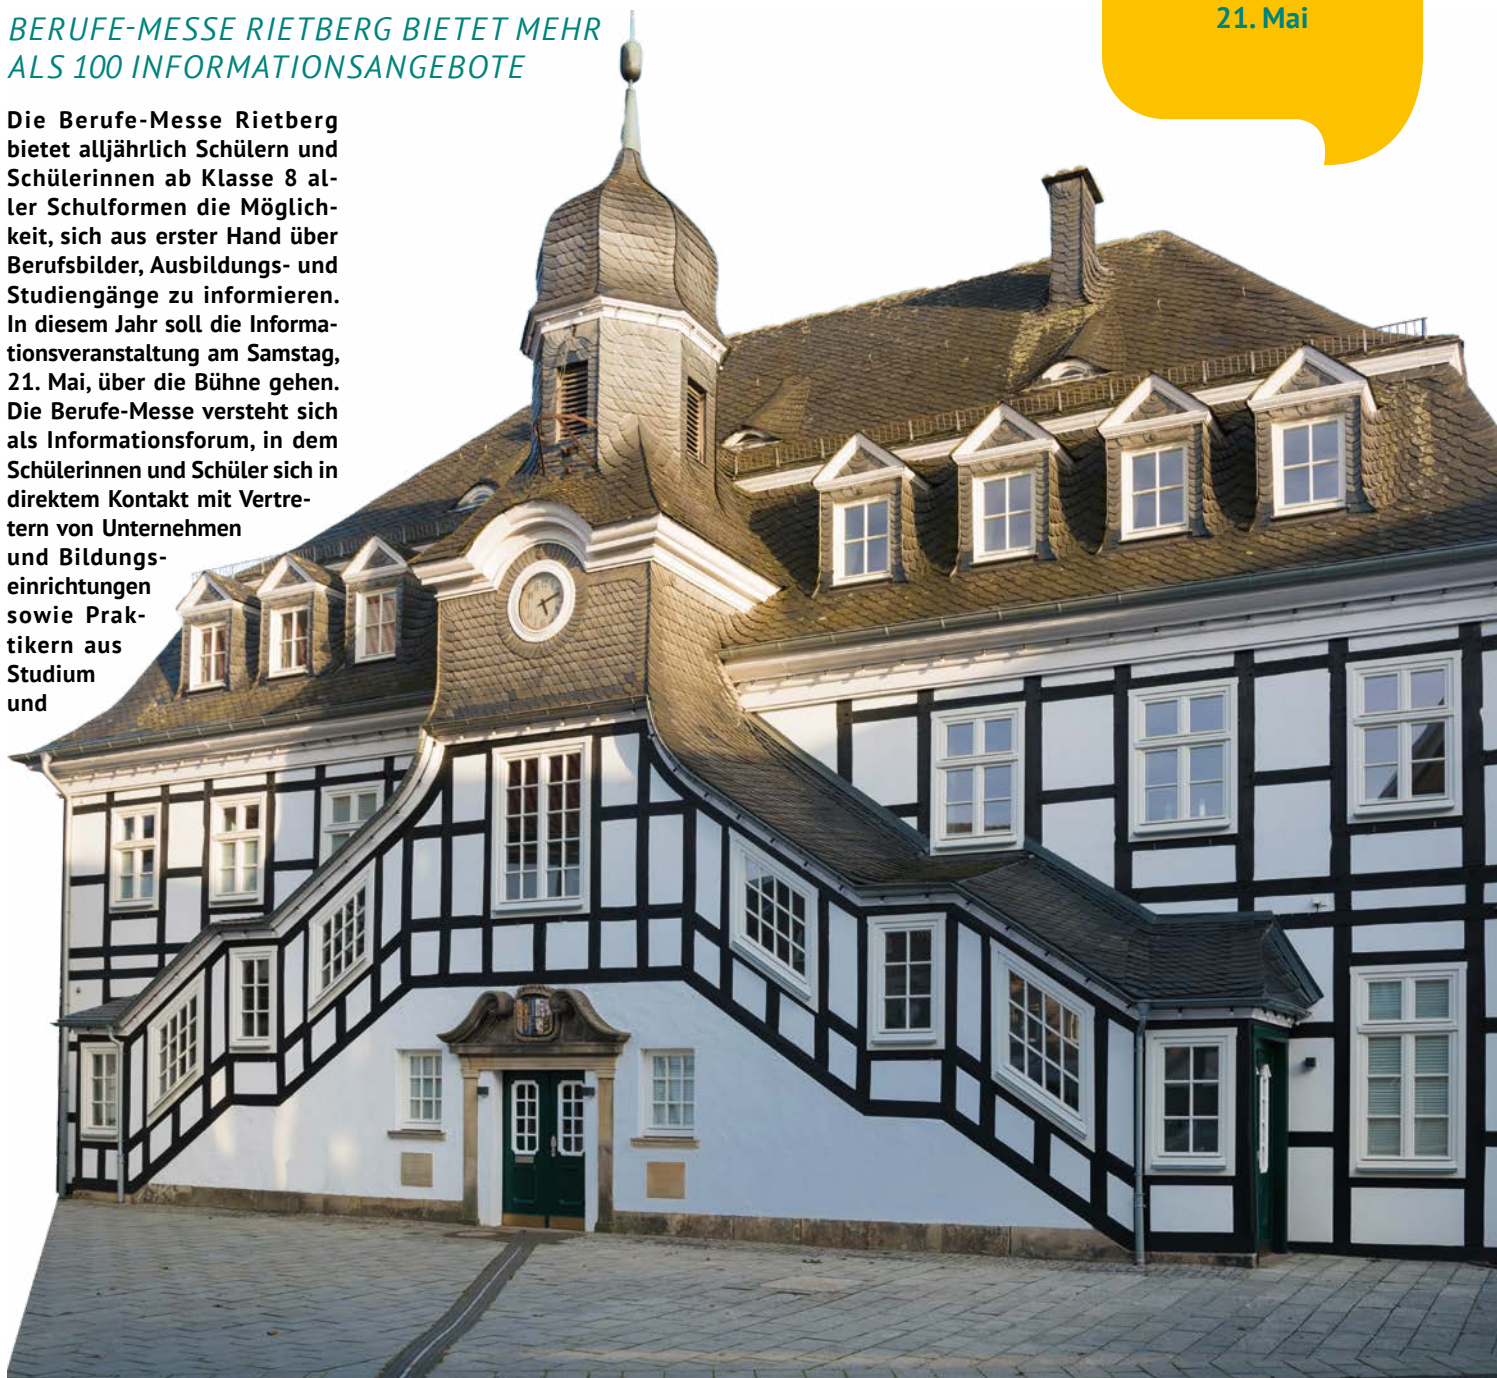 BERUFE-MESSE RIETBERG BIETET MEHR
ALS 100 INFORMATIONSANGEBOTE
21. Mai
Die Berufe-Messe Rietberg
bietet alljährlich Schülern und
Schülerinnen ab Klasse 8 al-
ler Schulformen die Möglich-
keit, sich aus erster Hand über
Berufsbilder, Ausbildungs- und
Studiengänge zu informieren.
In diesem Jahr soll die Informa-
tionsveranstaltung am Samstag,
21. Mai, über die Bühne gehen.
Die Berufe-Messe versteht sich
als Informationsforum, in dem
Schülerinnen und Schüler sich in
direktem Kontakt mit Vertre-
tern von Unternehmen
und Bildungs-
einrichtungen
sowie Prak-
tikern aus
Studium
und